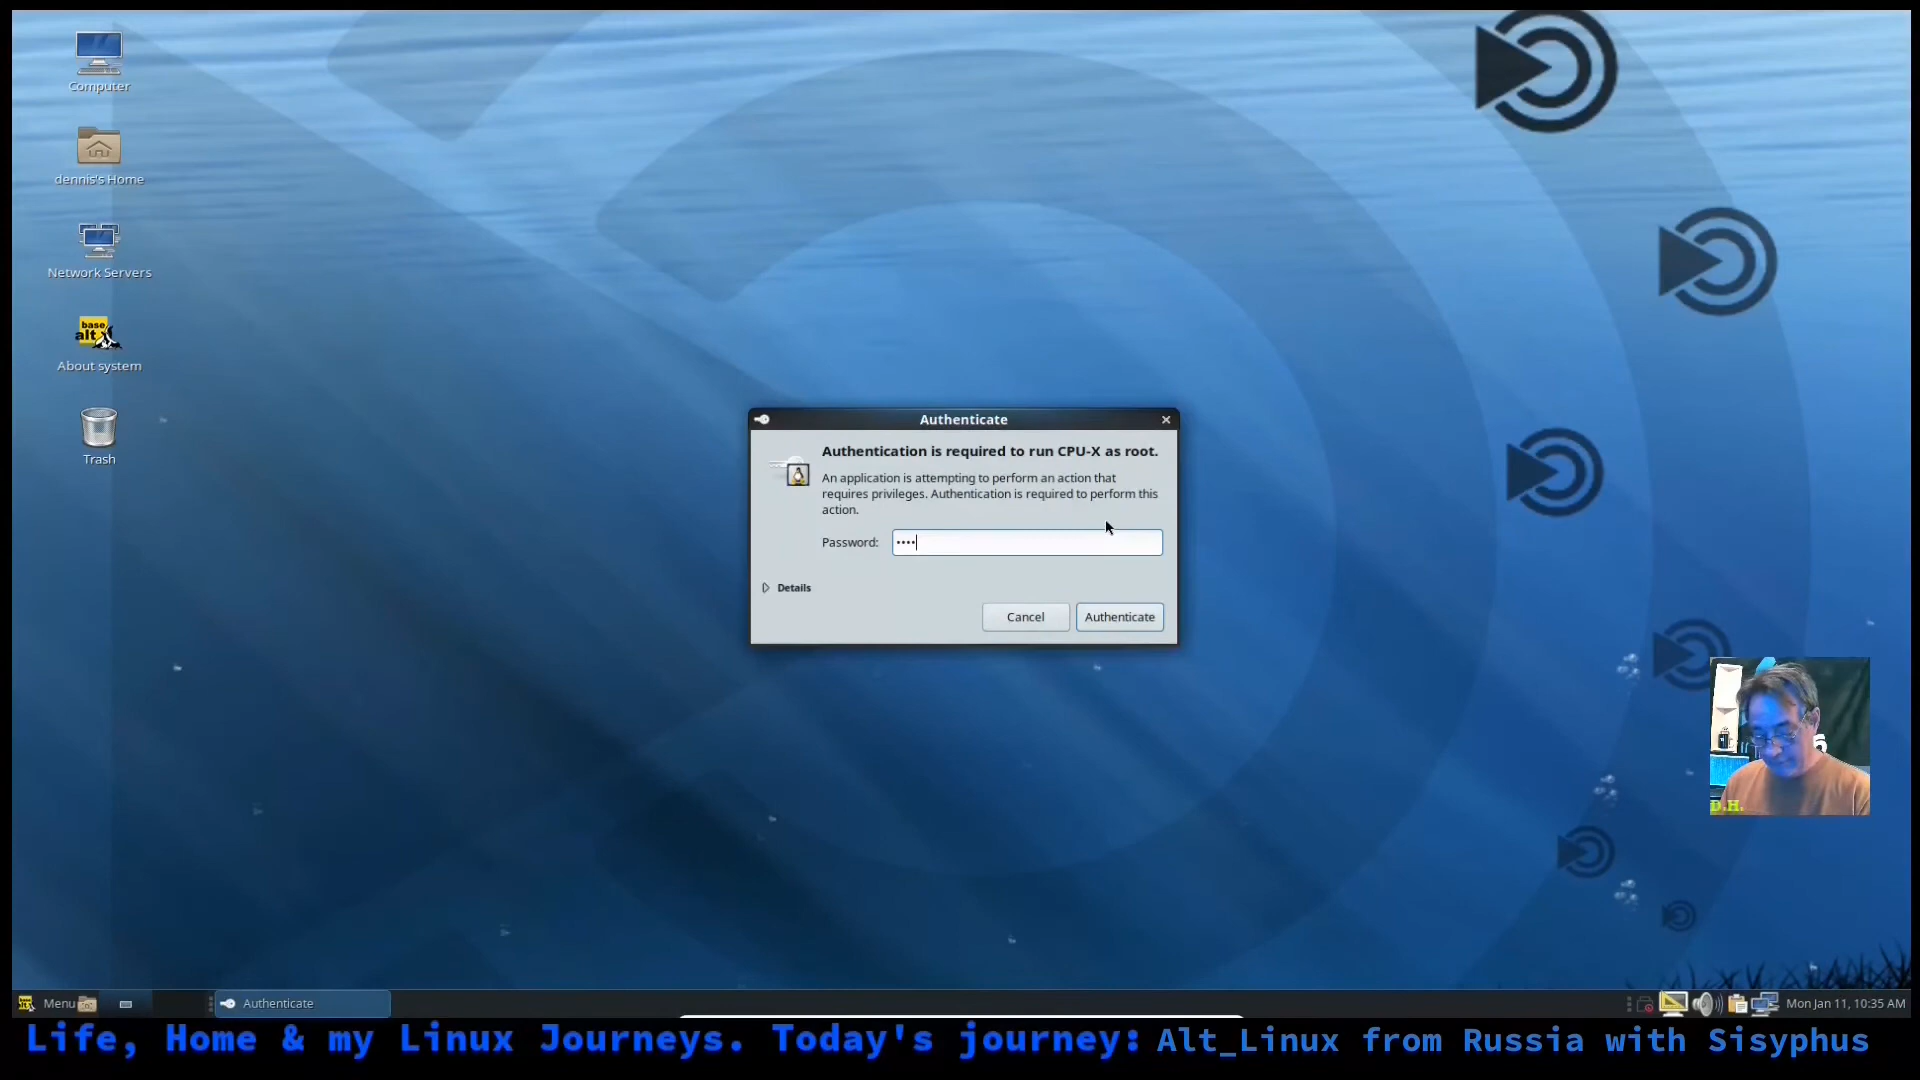 Computer
dennis's Home
Network Servers
base
alt
About system
Trash
Authenticate
Authentication is required to run CPU-X as root.
An application is attempting to perform an action that
requires privileges. Authentication is required to perform this
action.
Password: ••••
Details
Cancel Authenticate
D.H.
Menu Authenticate Mon Jan 11, 10:35 AM
Life, Home & my Linux Journeys. Today's journey: Alt_Linux from Russia with Sisyphus